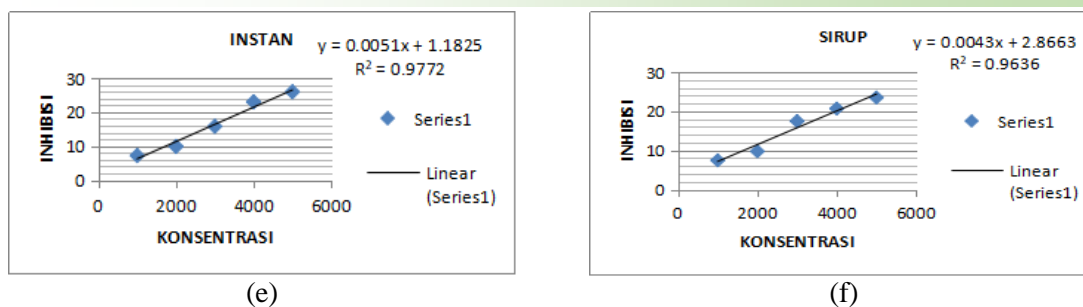 INSTAN
y = 0.0051x + 1.1825
R² = 0.9772
INHIBISI
30
20
10
0
0 2000 4000 6000
KONSENTRASI
Series1
Linear
(Series1)
(e)
SIRUP
y = 0.0043x + 2.8663
R² = 0.9636
INHIBISI
30
20
10
0
0 2000 4000 6000
KONSENTRASI
Series1
Linear
(Series1)
(f)